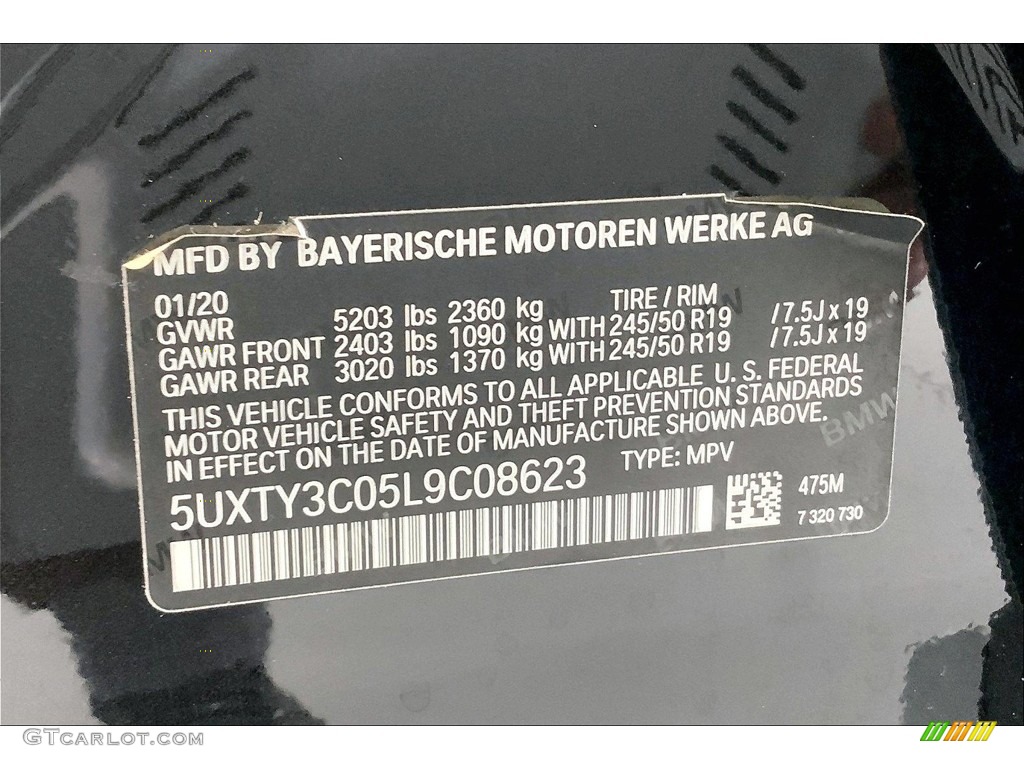 MFD BY BAYERISCHE MOTOREN WERKE AG
01/20 TIRE / RIM
GVWR 5203 lbs 2360 kg
GAWR FRONT 2403 lbs 1090 kg WITH 245/50 R19 /7.5J x 19
GAWR REAR 3020 lbs 1370 kg WITH 245/50 R19 /7.5J x 19
THIS VEHICLE CONFORMS TO ALL APPLICABLE U. S. FEDERAL
MOTOR VEHICLE SAFETY AND THEFT PREVENTION STANDARDS
IN EFFECT ON THE DATE OF MANUFACTURE SHOWN ABOVE.
5UXTY3C05L9C08623 TYPE: MPV
475M
7 320 730
BMW
GTCARLOT.COM